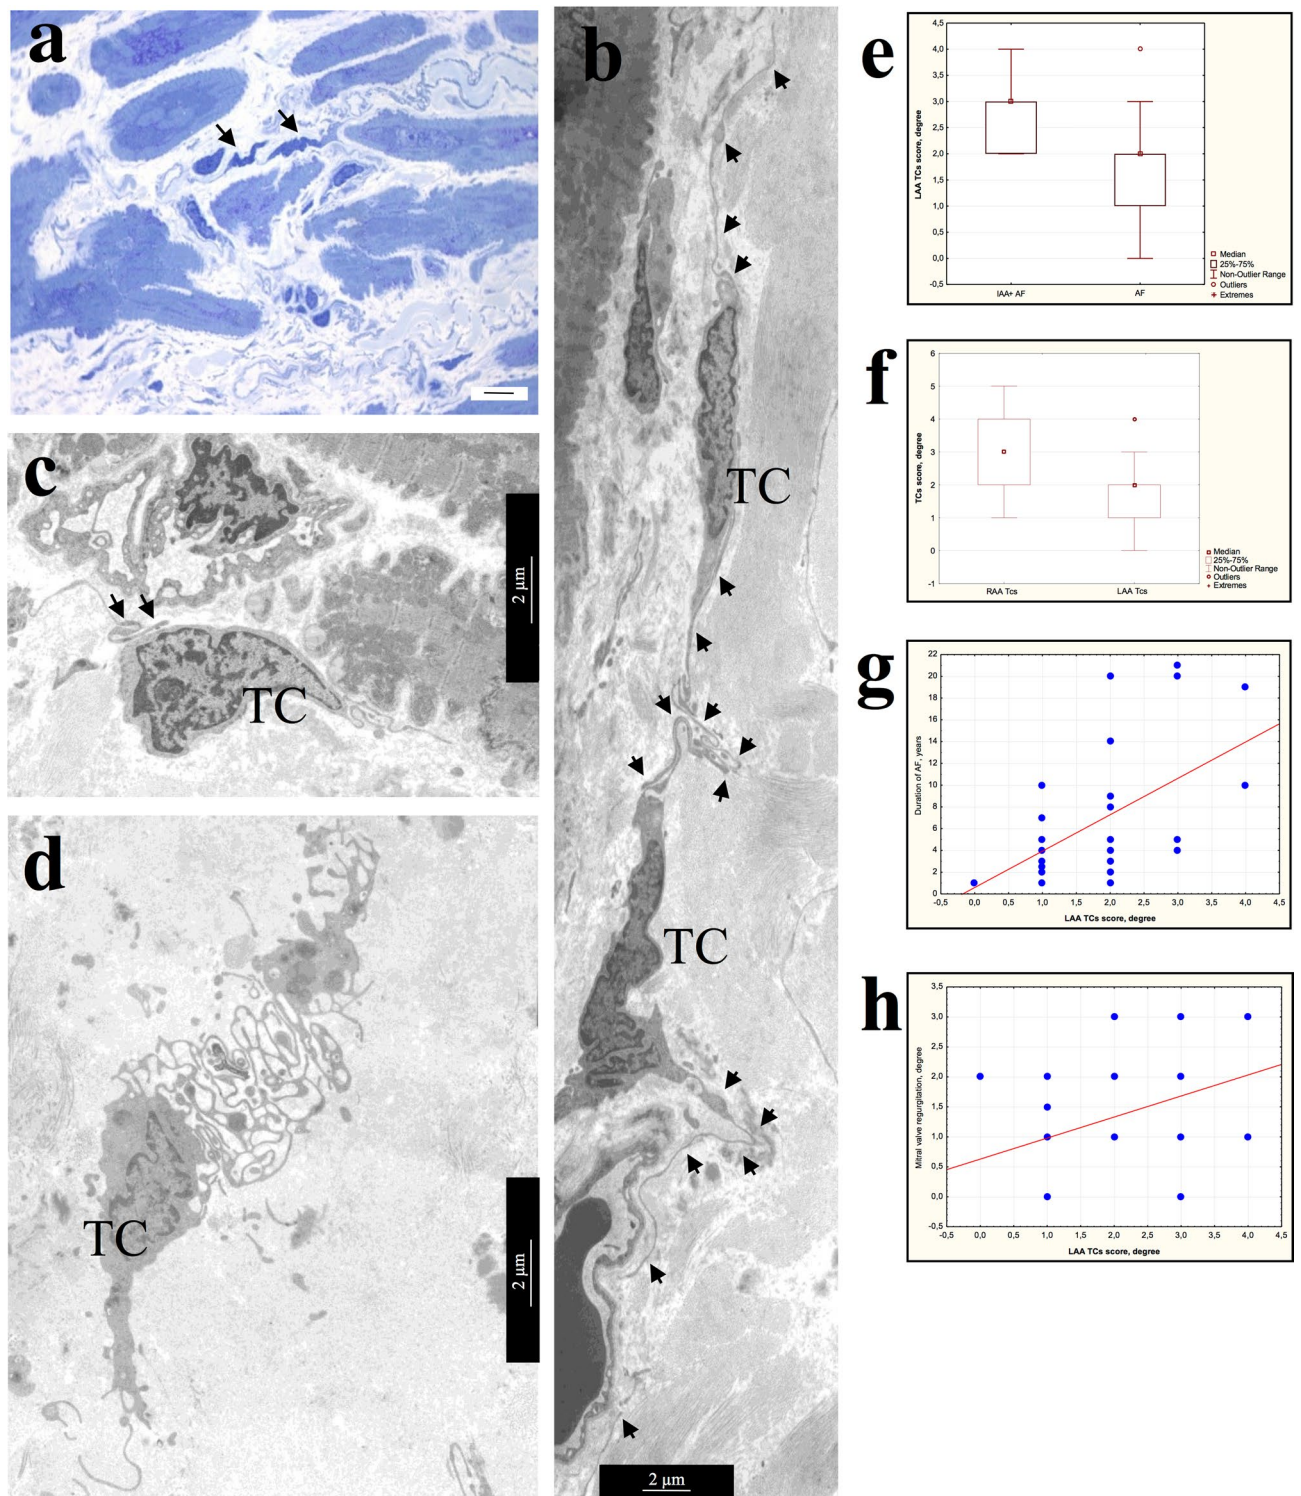 a
b
TC
TC
2 μm
c
TC
2 μm
d
TC
2 μm
e
4,5
4,0
3,5
3,0
2,5
2,0
1,5
1,0
0,5
0,0
-0,5
LAA TCs score, degree
IAA+ AF
AF
Median
25%-75%
Non-Outlier Range
Outliers
Extremes
f
6
5
4
3
2
1
0
-1
TCs score, degree
RAA Tcs
LAA Tcs
Median
25%-75%
Non-Outlier Range
Outliers
Extremes
g
22
20
18
16
14
12
10
8
6
4
2
0
Duration of AF, years
-0,5 0,0 0,5 1,0 1,5 2,0 2,5 3,0 3,5 4,0 4,5
LAA TCs score, degree
h
3,5
3,0
2,5
2,0
1,5
1,0
0,5
0,0
-0,5
Mitral valve regurgitation, degree
-0,5 0,0 0,5 1,0 1,5 2,0 2,5 3,0 3,5 4,0 4,5
LAA TCs score, degree